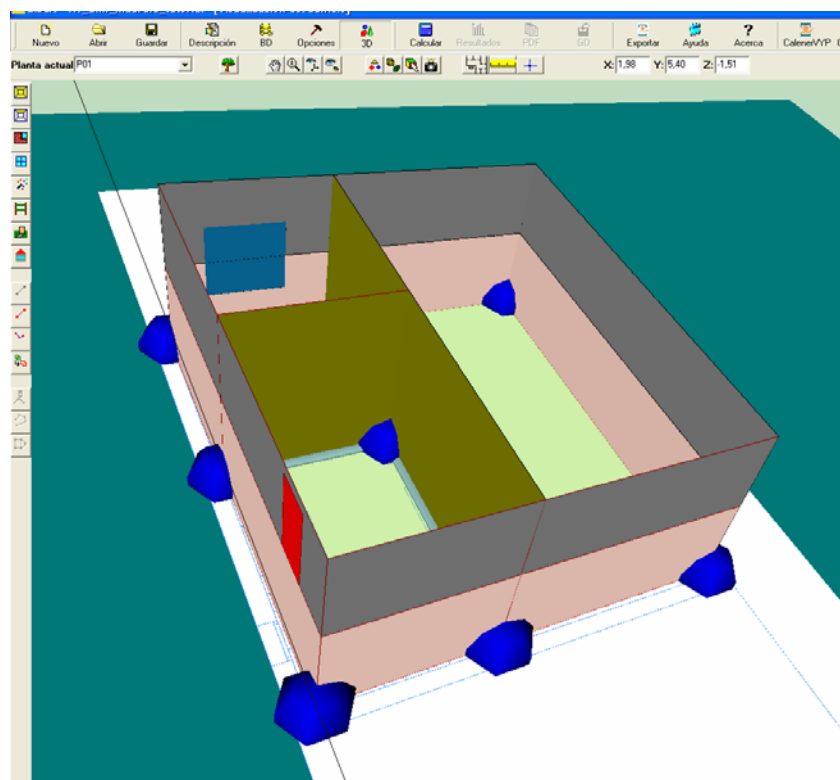 Nuevo Abrir Guardar Descripción BD Opciones 3D Calcular Resultados PDF GD Exportar Ayuda Acerca CalenerVYP
Planta actual P01 X: 1,98 Y: 5,40 Z: -1,51